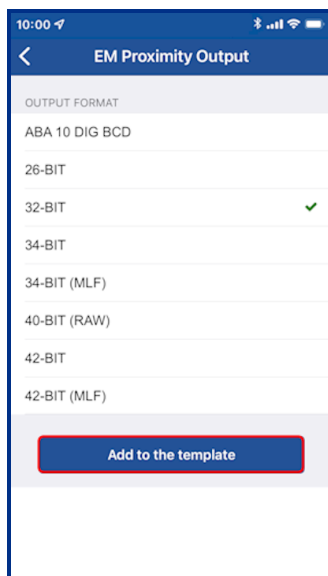 10:00
EM Proximity Output
OUTPUT FORMAT
ABA 10 DIG BCD
26-BIT
32-BIT
34-BIT
34-BIT (MLF)
40-BIT (RAW)
42-BIT
42-BIT (MLF)
Add to the template